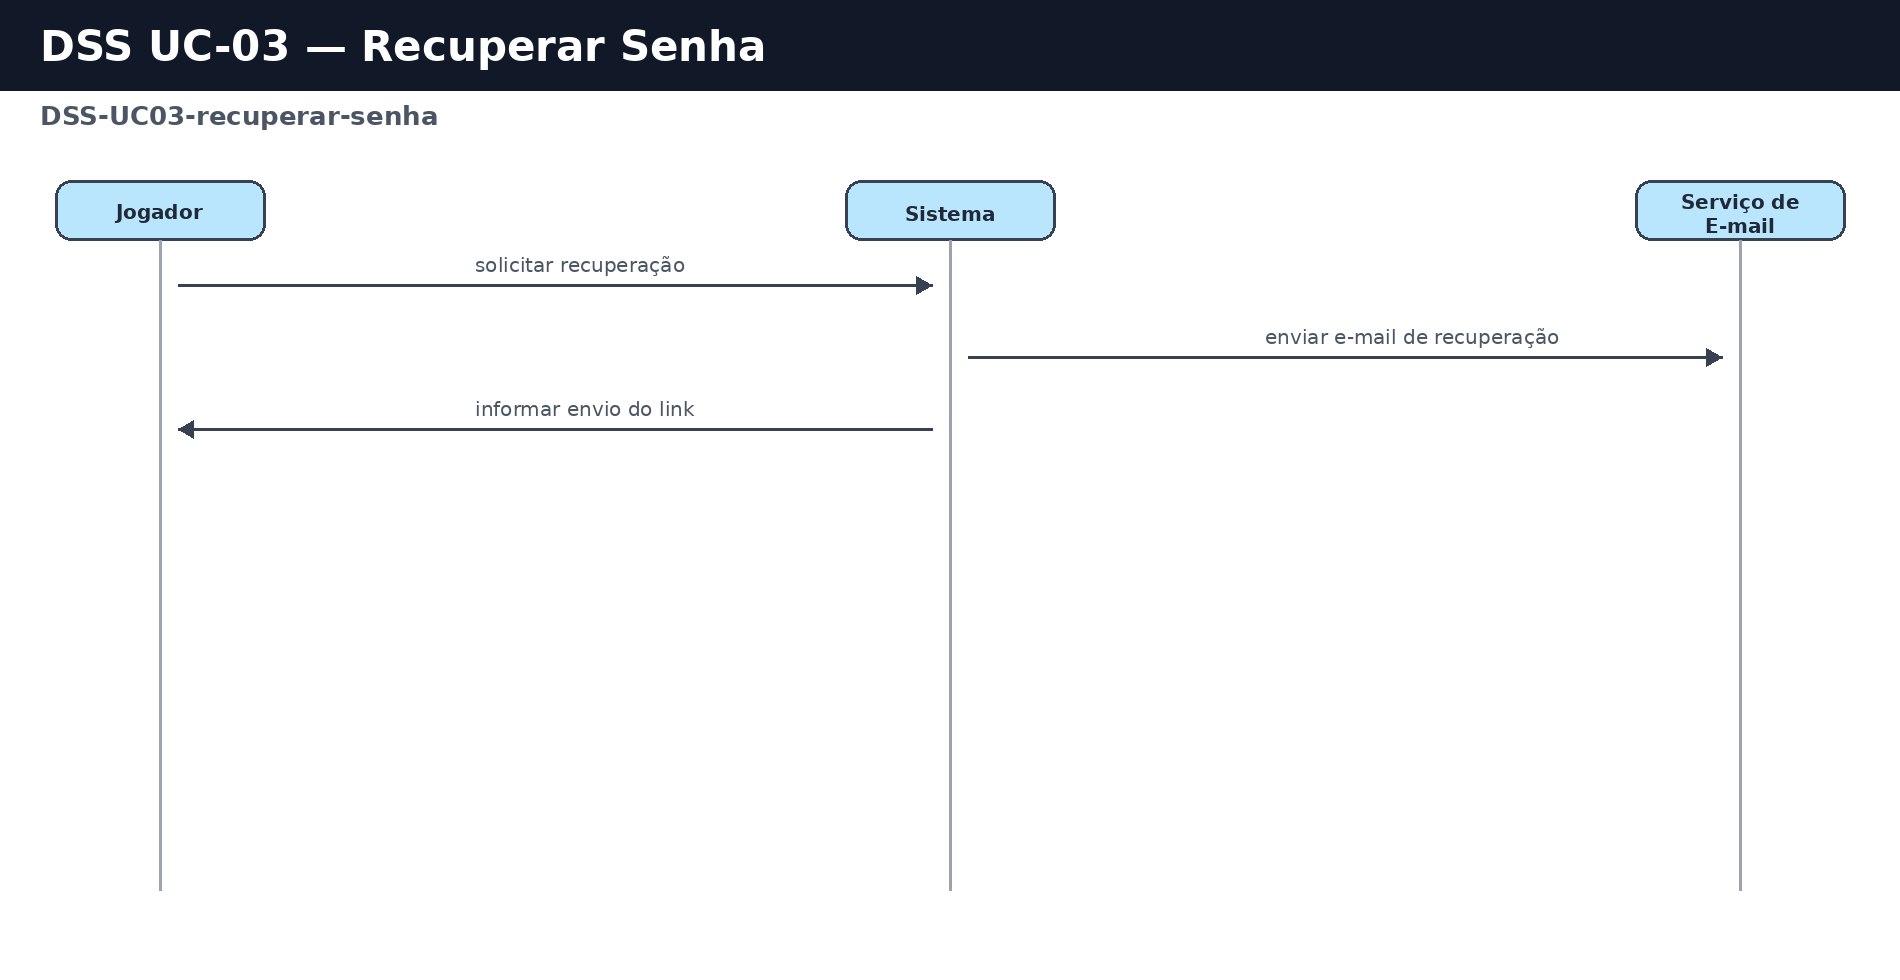 DSS UC-03 — Recuperar Senha
DSS-UC03-recuperar-senha
Jogador
Sistema
Serviço de
E-mail
solicitar recuperação
enviar e-mail de recuperação
informar envio do link